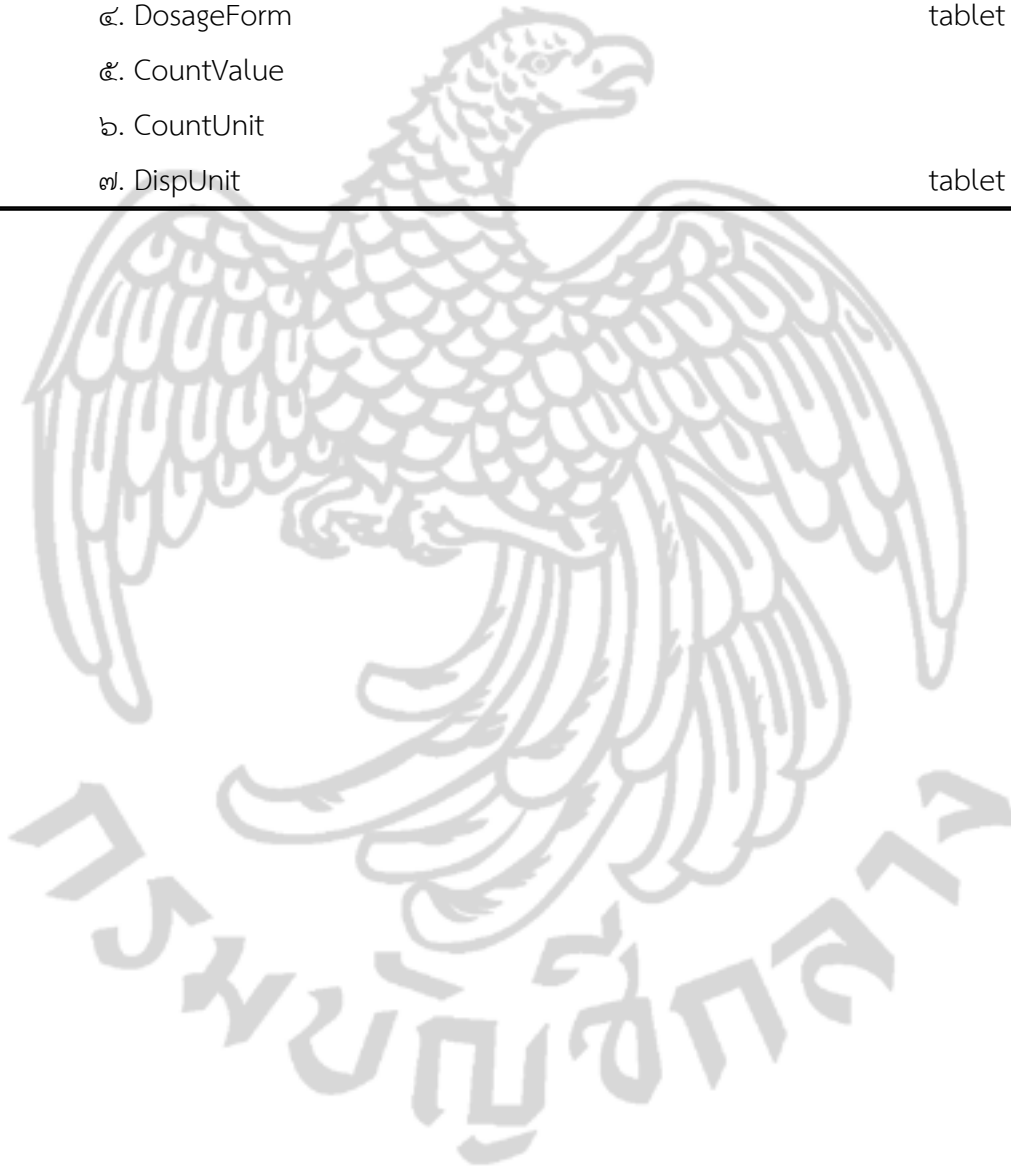 ๔. DosageForm tablet
๕. CountValue
๖. CountUnit
๗. DispUnit tablet
กรมบัญชีกลาง